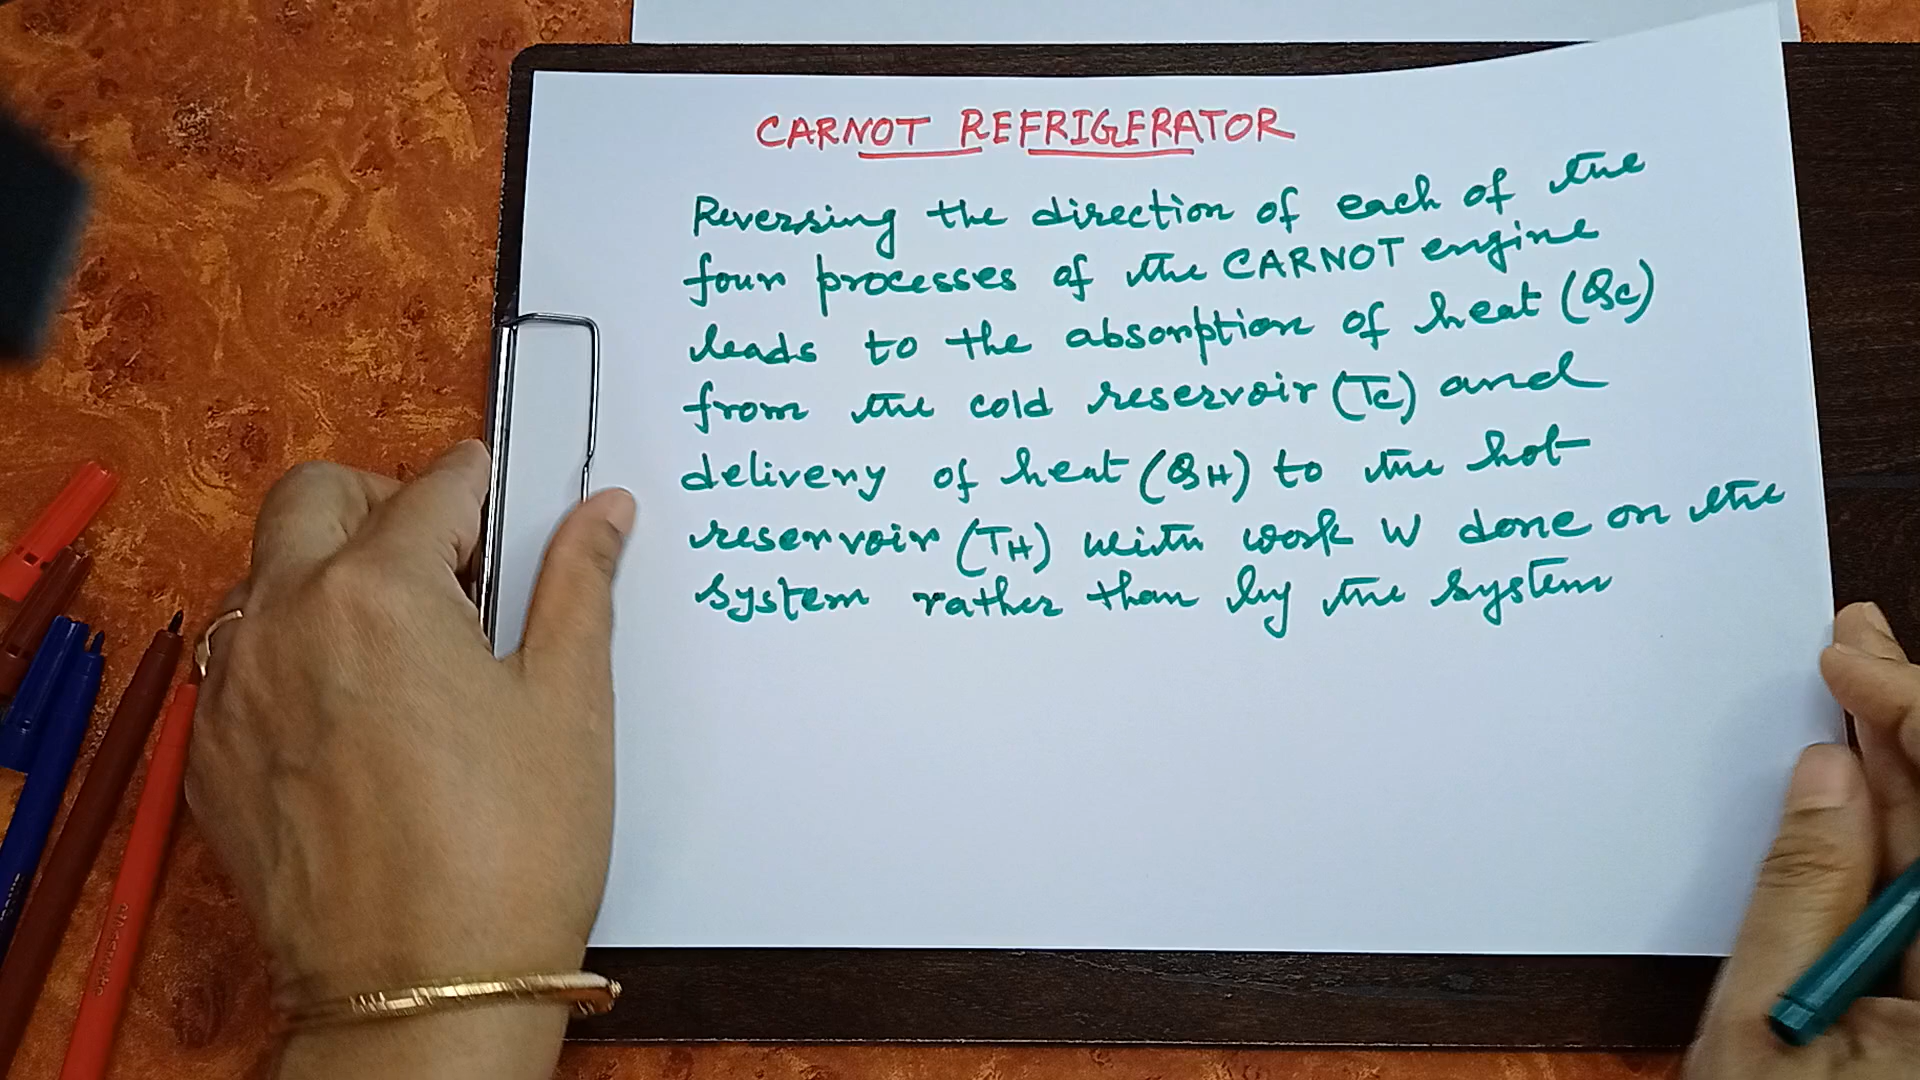 CARNOT REFRIGERATOR
Reversing the direction of each of the
four processes of the CARNOT engine
leads to the absorption of heat (Qc)
from the cold reservoir (Tc) and
delivery of heat (QH) to the hot
reservoir (TH) with work W done on the
system rather than by the system